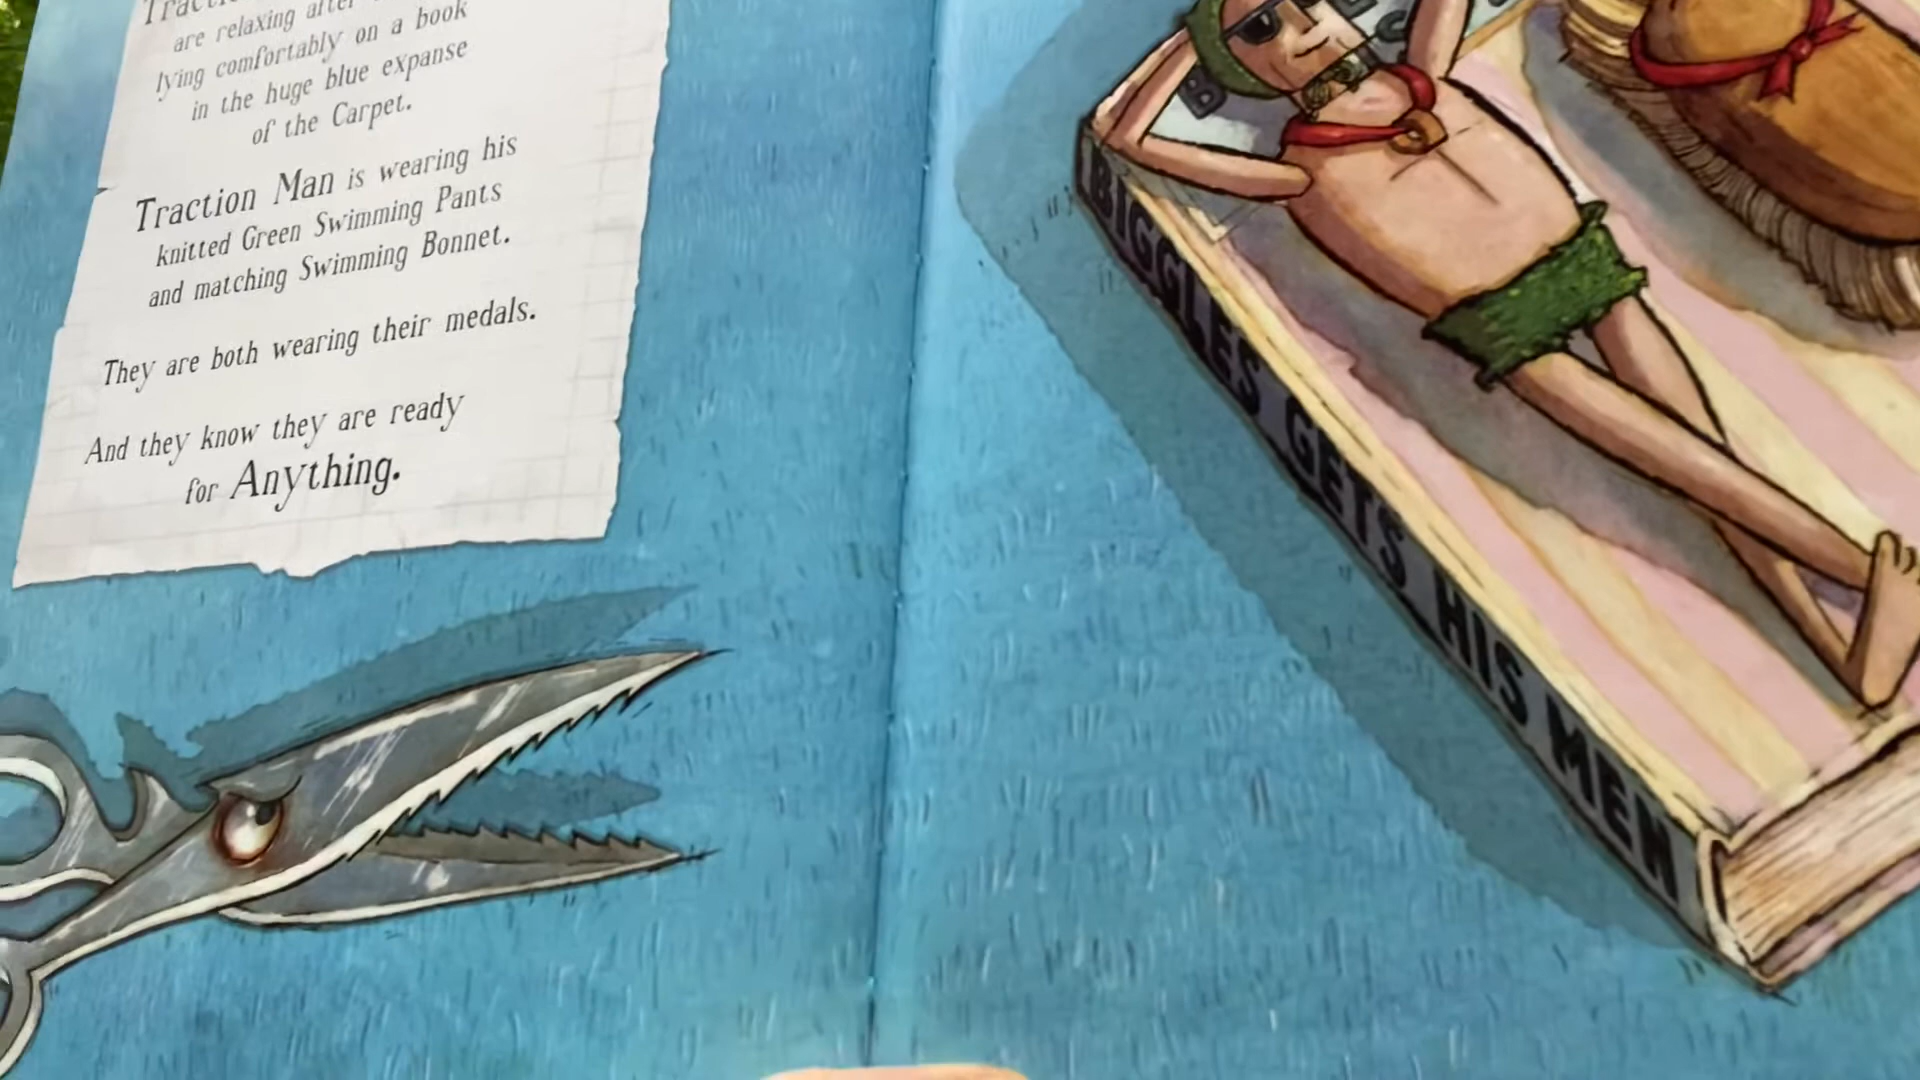 are relaxing after
lying comfortably on a book
in the huge blue expanse
of the Carpet.
Traction Man is wearing his
knitted Green Swimming Pants
and matching Swimming Bonnet.
They are both wearing their medals.
And they know they are ready
for Anything.
BIGGLES GETS HIS MEN